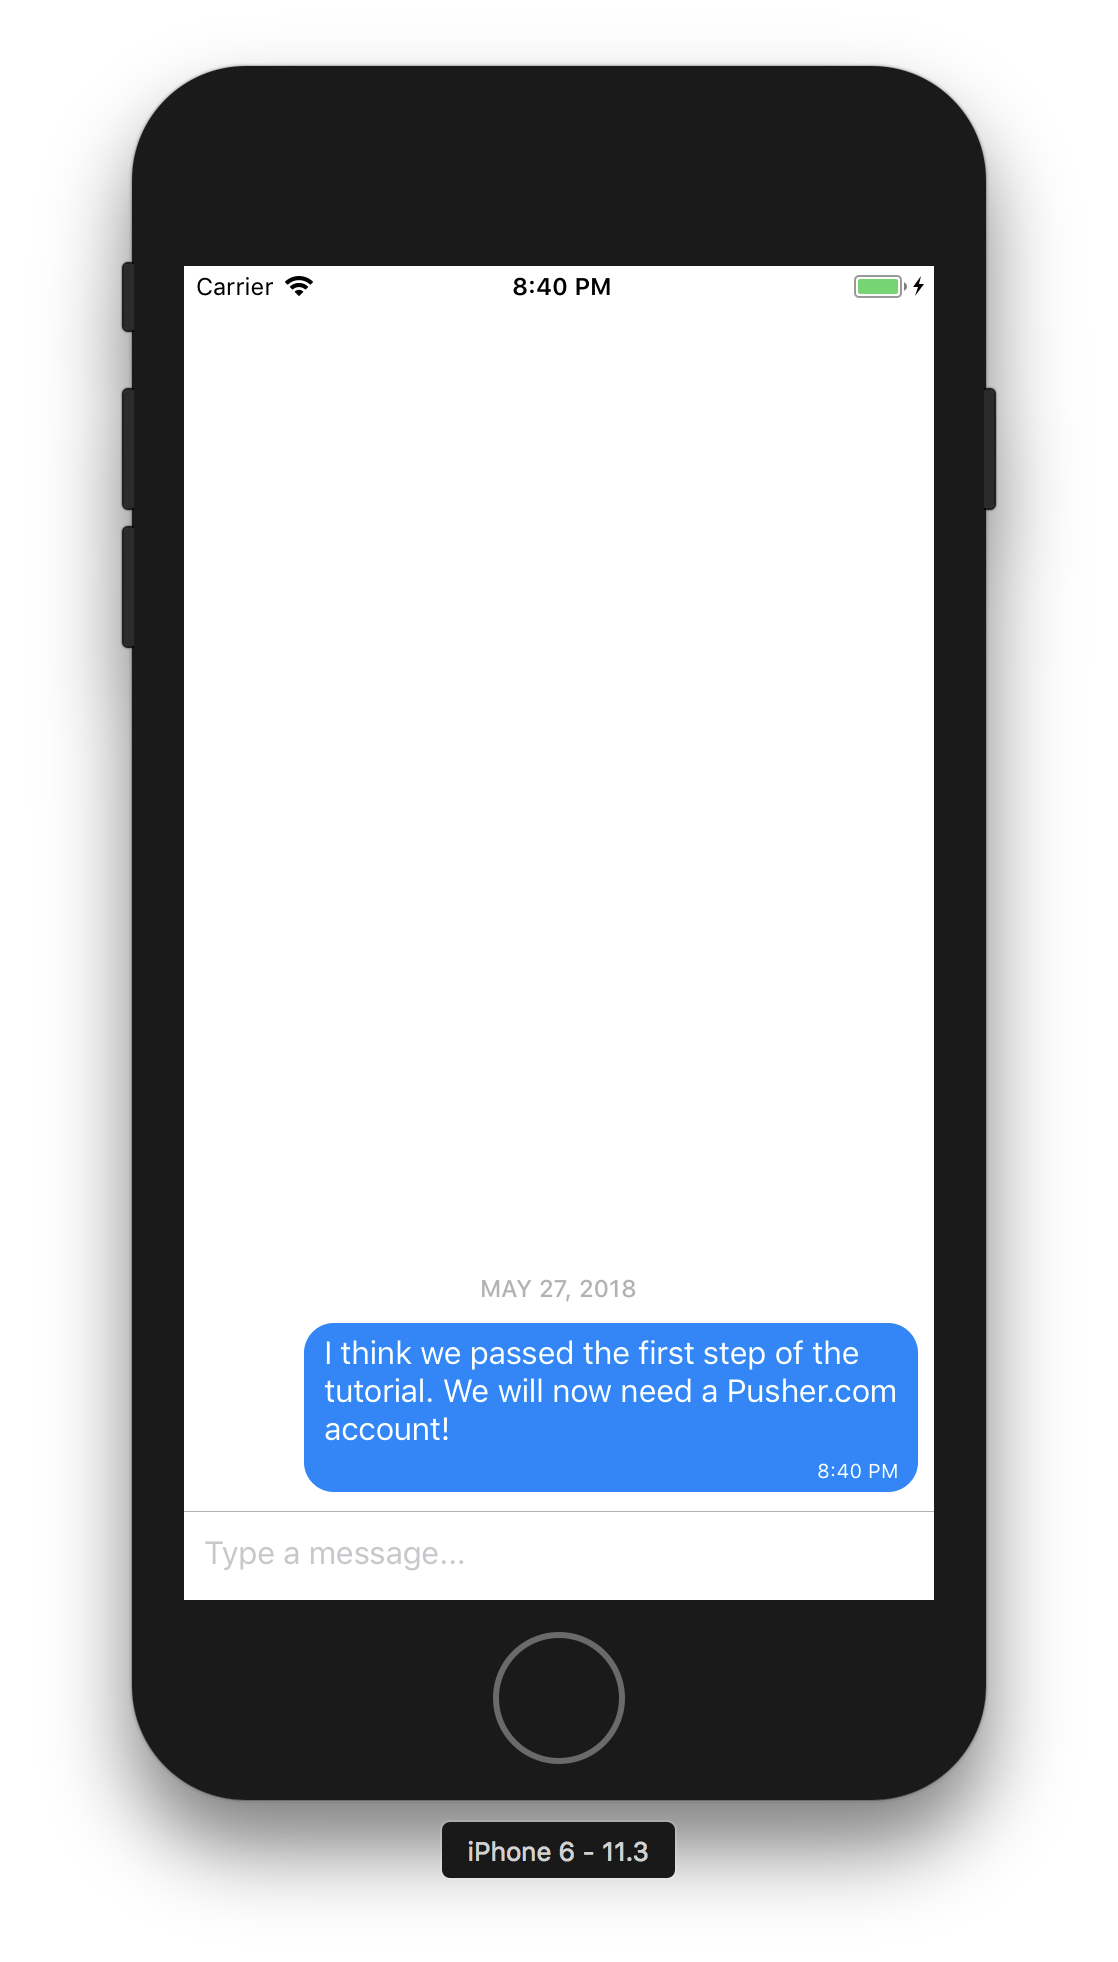 Carrier 8:40 PM
MAY 27, 2018
I think we passed the first step of the
tutorial. We will now need a Pusher.com
account!
8:40 PM
Type a message...
iPhone 6 - 11.3